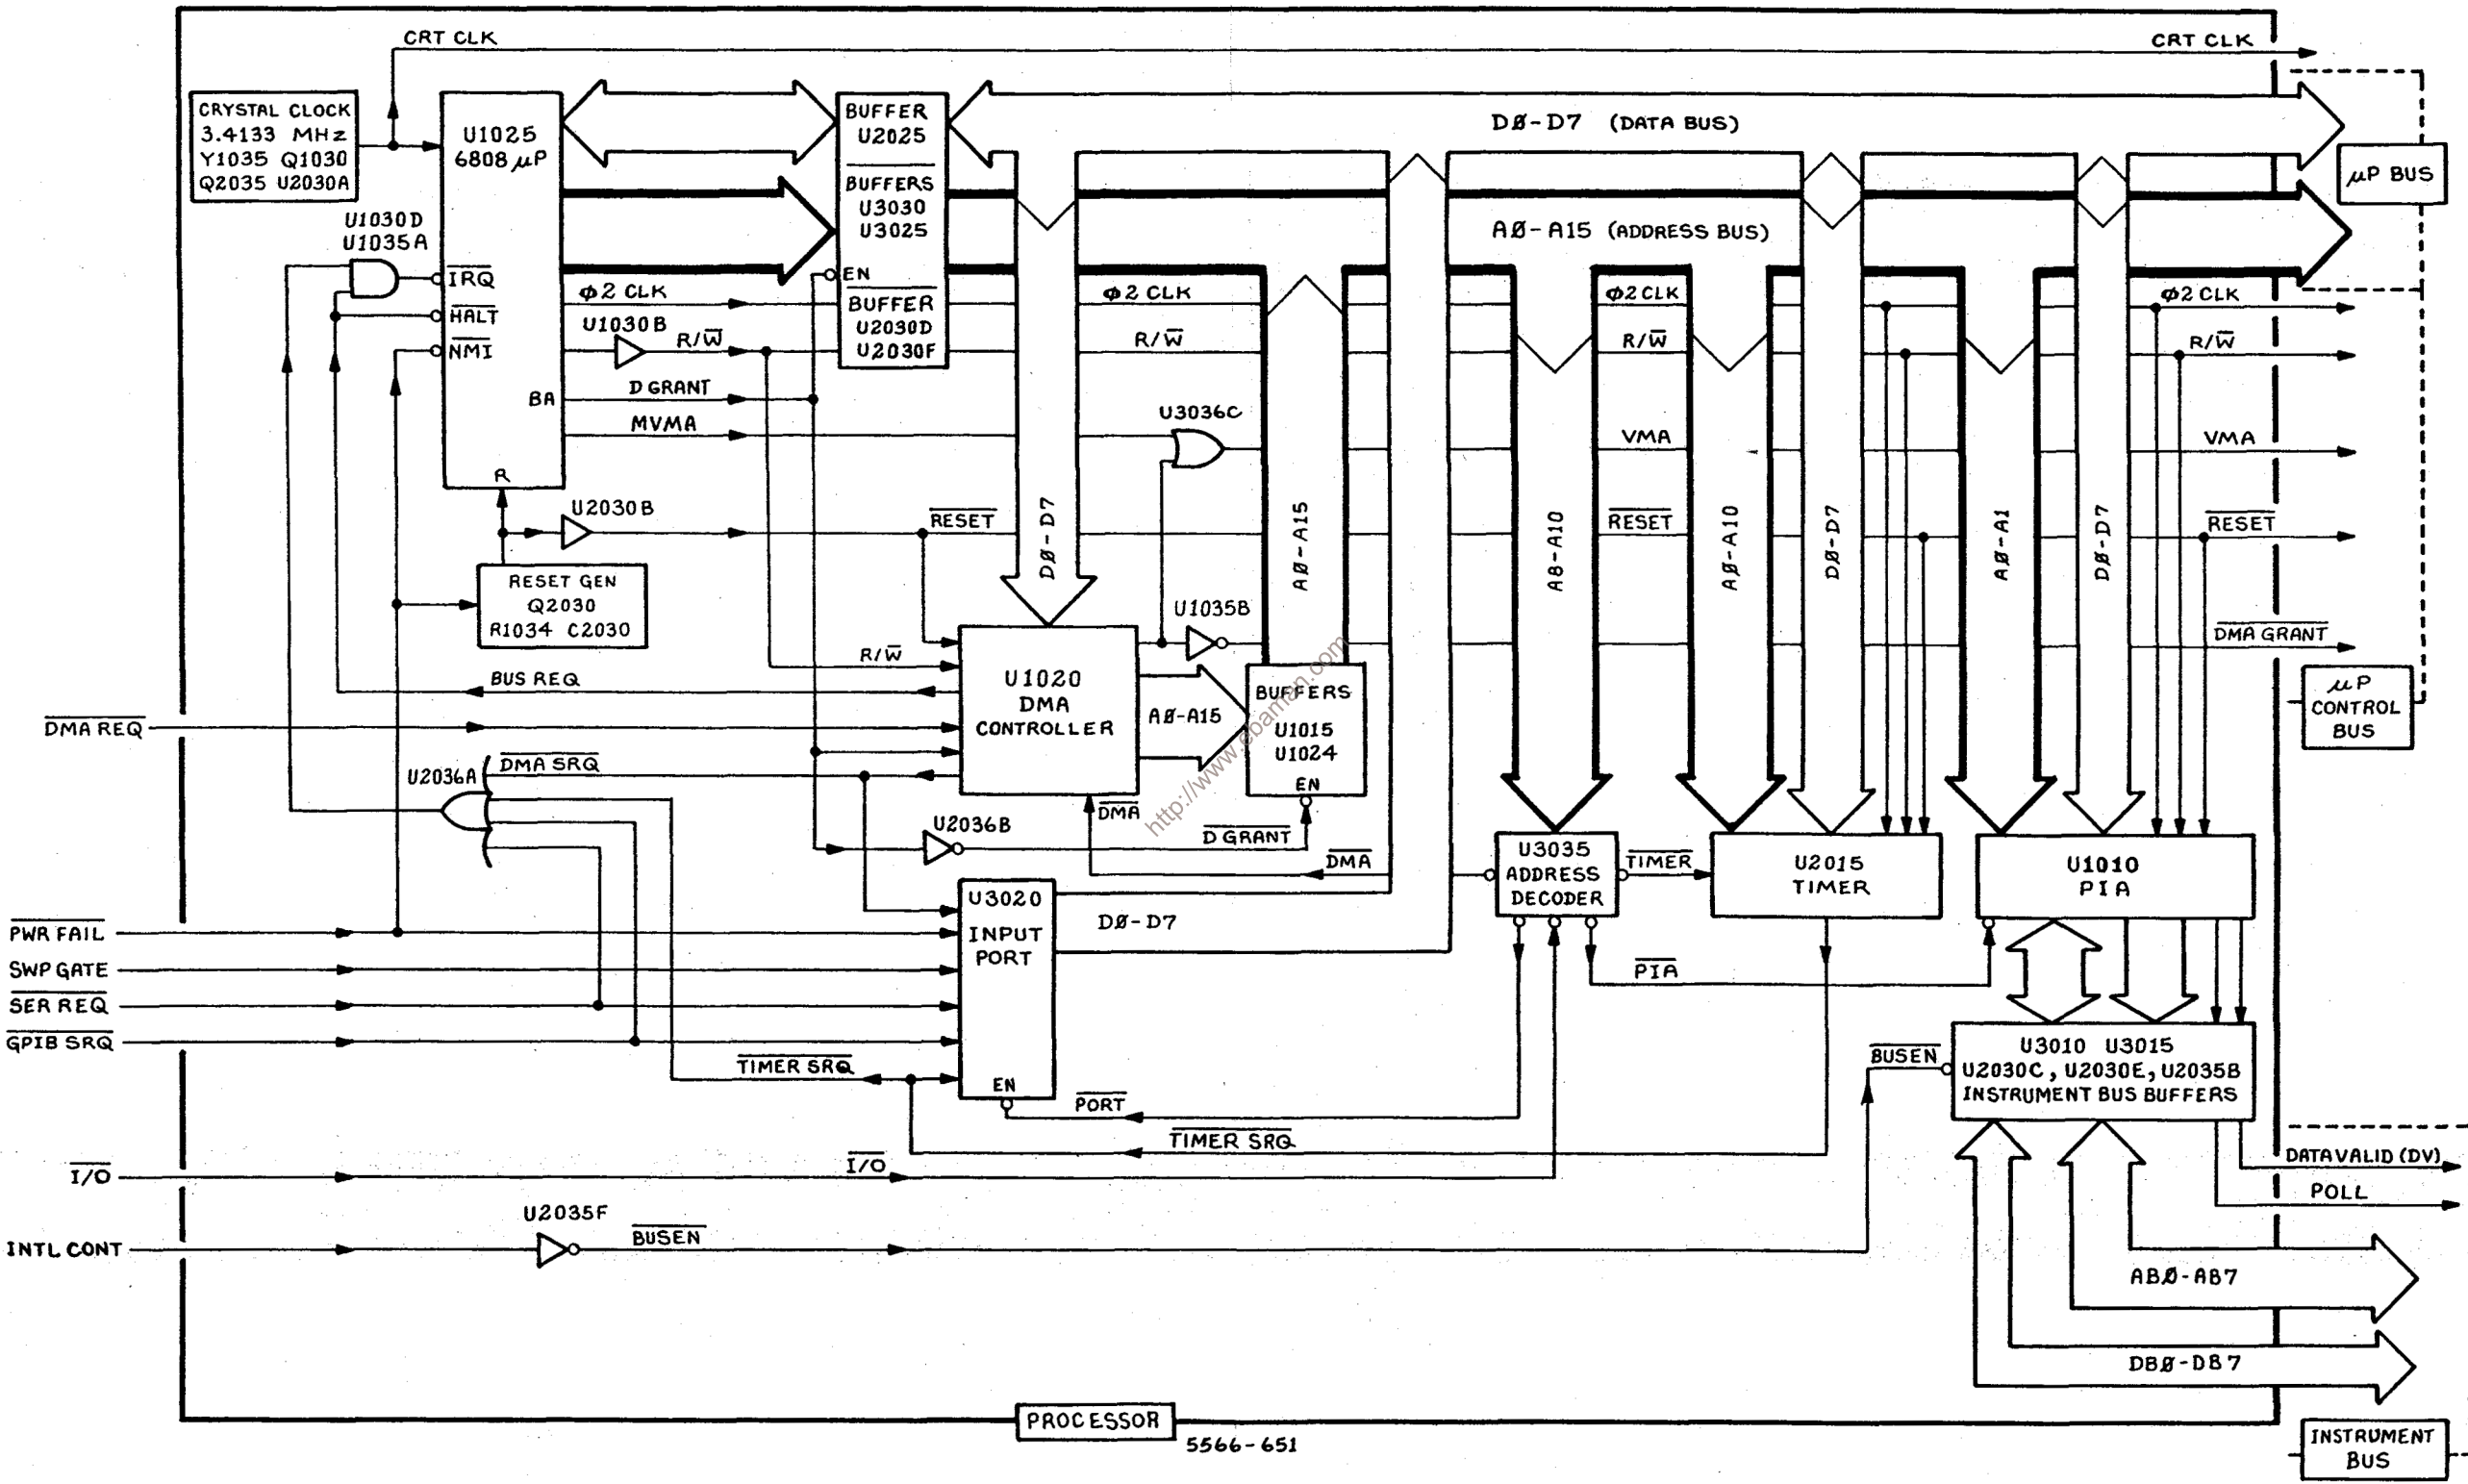 CRT CLK
CRT CLK
CRYSTAL CLOCK
3.4133 MHz
Y1035 Q1030
Q2035 U2030A
U1025
6808 µP
BUFFER
U2025
BUFFERS
U3030
U3025
EN
BUFFER
U2030D
U2030F
DØ-D7 (DATA BUS)
AØ-A15 (ADDRESS BUS)
µP BUS
U1030D
U1035A
IRQ
HALT
NMI
BA
R
Φ2 CLK
U1030B
R/W̅
D GRANT
MVMA
Φ2 CLK
R/W̅
Φ2 CLK
R/W̅
Φ2 CLK
R/W̅
U3036C
VMA
VMA
U2030B
RESET
RESET
RESET
DØ-D7
AØ-A15
A8-A10
AØ-A10
DØ-D7
AØ-A1
DØ-D7
RESET GEN
Q2030
R1034 C2030
R/W̅
BUS REQ
DMA REQ
U1020
DMA
CONTROLLER
U1035B
DMA GRANT
AØ-A15
BUFFERS
U1015
U1024
EN
µP
CONTROL
BUS
U2036A
DMA SRQ
DMA
U2036B
D GRANT
DMA
U3035
ADDRESS
DECODER
TIMER
U2015
TIMER
U1010
PIA
U3020
INPUT
PORT
EN
DØ-D7
PWR FAIL
SWP GATE
SER REQ
GPIB SRQ
PIA
TIMER SRQ
PORT
TIMER SRQ
BUSEN
U3010 U3015
U2030C, U2030E, U2035B
INSTRUMENT BUS BUFFERS
I/O
I/O
DATA VALID (DV)
POLL
U2035F
INTL CONT
BUSEN
ABØ-AB7
DBØ-DB7
PROCESSOR
5566-651
INSTRUMENT
BUS
http://www.ebaman.com